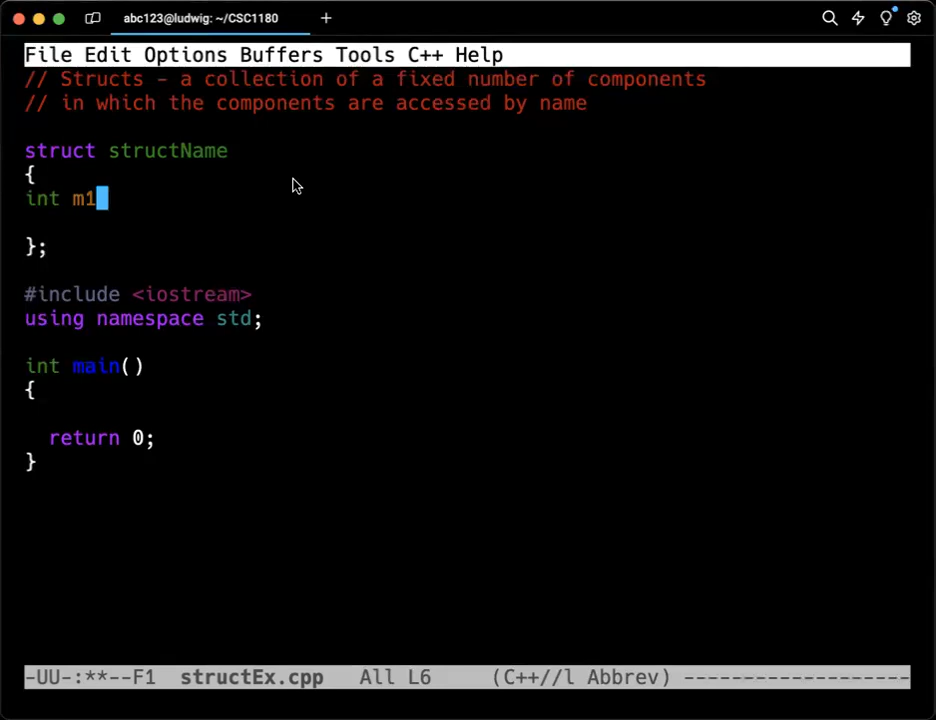 abc123@ludwig: ~/CSC1180
File Edit Options Buffers Tools C++ Help
// Structs - a collection of a fixed number of components
// in which the components are accessed by name
struct structName
{
int m1
};
#include <iostream>
using namespace std;
int main()
{
return 0;
}
-UU-:**--F1 structEx.cpp All L6 (C++//l Abbrev) -------------------